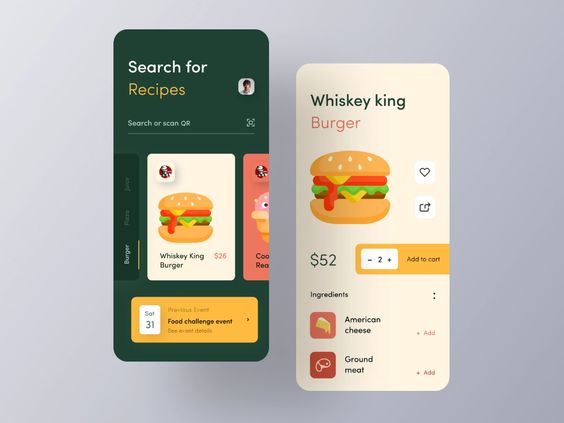 Search for
Recipes
Search or scan QR
Juice
Pizza
Burger
Whiskey King
Burger
$26
Coo
Rea
Sat
31
Previous Event
Food challenge event
See event details
Whiskey king
Burger
$52
– 2 +
Add to cart
Ingredients
American
cheese
+ Add
Ground
meat
+ Add